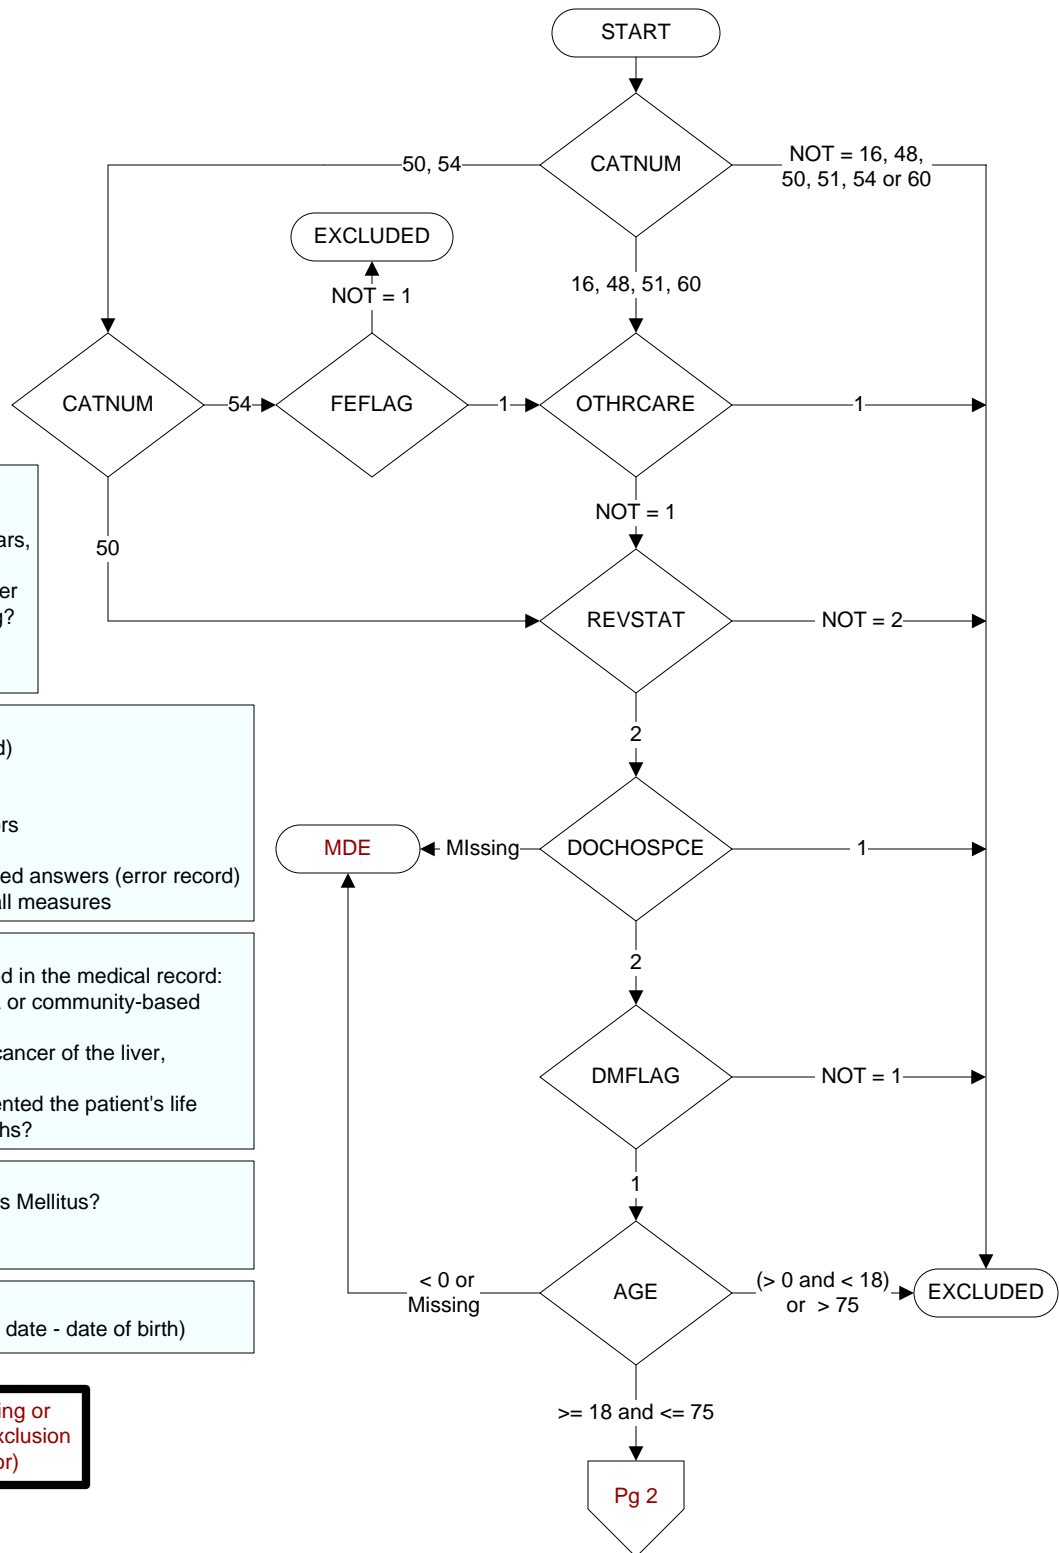 START
CATNUM
50, 54
NOT = 16, 48,
50, 51, 54 or 60
EXCLUDED
NOT = 1
16, 48, 51, 60
CATNUM
54
FEFLAG
1
OTHRCARE
1
NOT = 1
50
REVSTAT
NOT = 2
2
MDE
MIssing
DOCHOSPCE
1
2
DMFLAG
NOT = 1
1
< 0 or
Missing
AGE
(> 0 and < 18)
or > 75
EXCLUDED
>= 18 and <= 75
Pg 2
ars,
er
g?
d)
ors
ed answers (error record)
all measures
ed in the medical record:
or community-based
cancer of the liver,
ented the patient's life
hs?
s Mellitus?
date - date of birth)
ing or
xclusion
or)